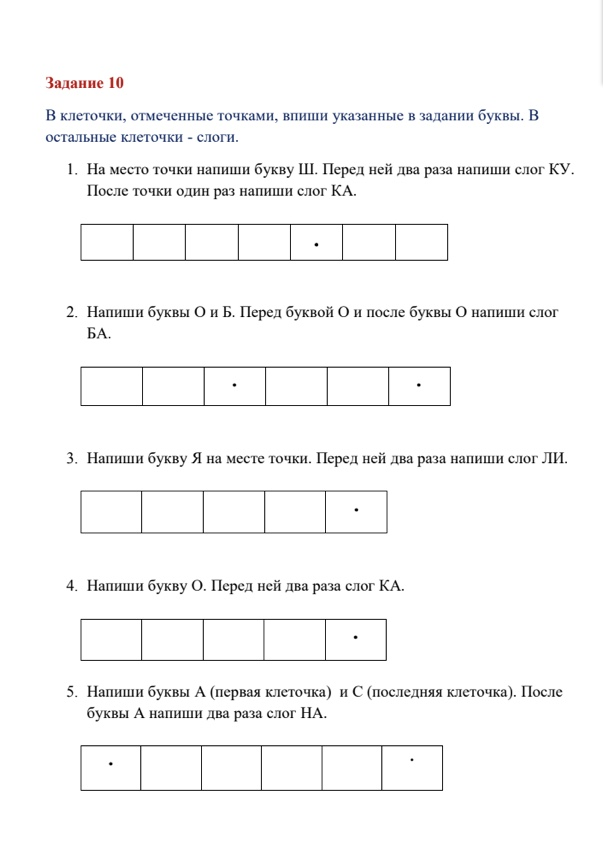 Задание 10
В клеточки, отмеченные точками, впиши указанные в задании буквы. В
остальные клеточки - слоги.
1. На место точки напиши букву Ш. Перед ней два раза напиши слог КУ.
После точки один раз напиши слог КА.
2. Напиши буквы О и Б. Перед буквой О и после буквы О напиши слог
БА.
3. Напиши букву Я на месте точки. Перед ней два раза напиши слог ЛИ.
4. Напиши букву О. Перед ней два раза слог КА.
5. Напиши буквы А (первая клеточка) и С (последняя клеточка). После
буквы А напиши два раза слог НА.